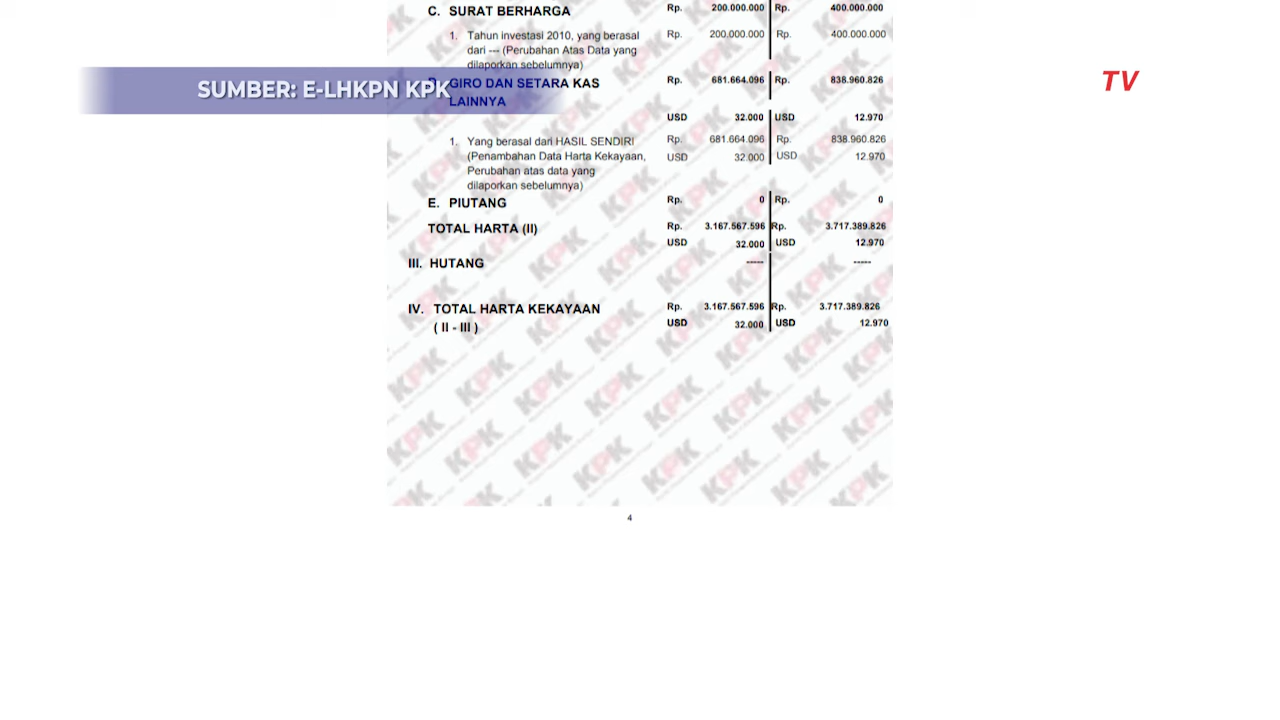 C. SURAT BERHARGA Rp. 200.000.000 Rp. 400.000.000
1. Tahun investasi 2010, yang berasal Rp. 200.000.000 Rp. 400.000.000
dari --- (Perubahan Atas Data yang
dilaporkan sebelumnya)
SUMBER: E-LHKPN KPK
TV
GIRO DAN SETARA KAS Rp. 681.664.096 Rp. 838.960.826
LAINNYA
USD 32.000 USD 12.970
1. Yang berasal dari HASIL SENDIRI Rp. 681.664.096 Rp. 838.960.826
(Penambahan Data Harta Kekayaan, USD 32.000 USD 12.970
Perubahan atas data yang
dilaporkan sebelumnya)
E. PIUTANG Rp. 0 Rp. 0
TOTAL HARTA (II) Rp. 3.167.567.596 Rp. 3.717.389.826
USD 32.000 USD 12.970
III. HUTANG ----- -----
IV. TOTAL HARTA KEKAYAAN Rp. 3.167.567.596 Rp. 3.717.389.826
( II - III ) USD 32.000 USD 12.970
KPK
4